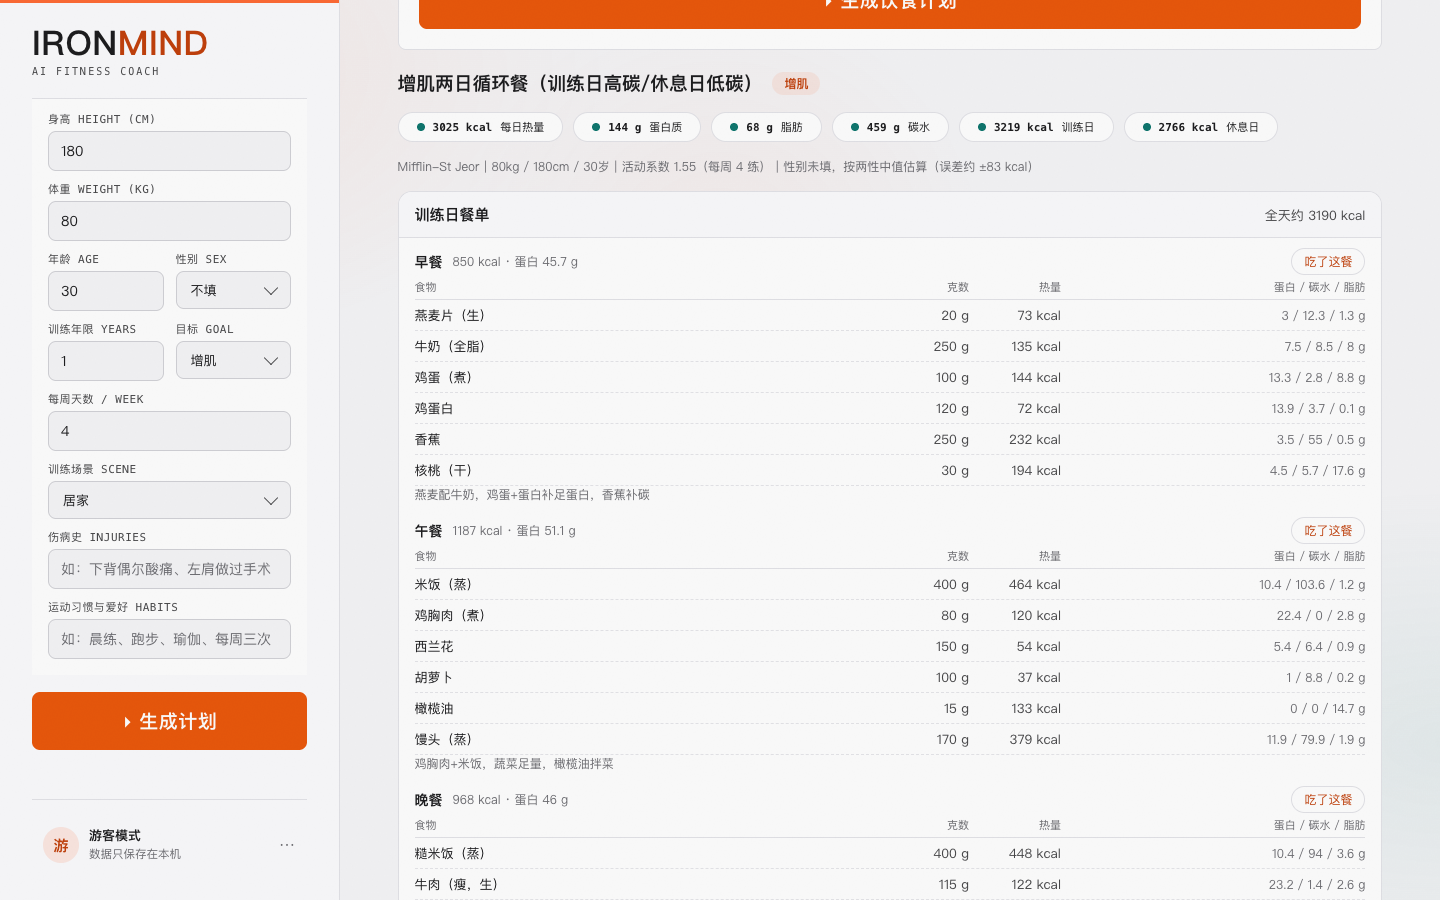 IRONMIND
AI FITNESS COACH
身高 HEIGHT (CM)
180
体重 WEIGHT (KG)
80
年龄 AGE
性别 SEX
30
不填
训练年限 YEARS
目标 GOAL
1
增肌
每周天数 / WEEK
4
训练场景 SCENE
居家
伤病史 INJURIES
如：下背偶尔酸痛、左肩做过手术
运动习惯与爱好 HABITS
如：晨练、跑步、瑜伽、每周三次
生成计划
游
游客模式
数据只保存在本机
···
生成饮食计划
增肌两日循环餐（训练日高碳/休息日低碳） 增肌
3025 kcal 每日热量
144 g 蛋白质
68 g 脂肪
459 g 碳水
3219 kcal 训练日
2766 kcal 休息日
Mifflin–St Jeor | 80kg / 180cm / 30岁 | 活动系数 1.55（每周 4 练） | 性别未填，按两性中值估算（误差约 ±83 kcal）
训练日餐单 全天约 3190 kcal
早餐 850 kcal · 蛋白 45.7 g 吃了这餐
食物 克数 热量 蛋白 / 碳水 / 脂肪
燕麦片（生） 20 g 73 kcal 3 / 12.3 / 1.3 g
牛奶（全脂） 250 g 135 kcal 7.5 / 8.5 / 8 g
鸡蛋（煮） 100 g 144 kcal 13.3 / 2.8 / 8.8 g
鸡蛋白 120 g 72 kcal 13.9 / 3.7 / 0.1 g
香蕉 250 g 232 kcal 3.5 / 55 / 0.5 g
核桃（干） 30 g 194 kcal 4.5 / 5.7 / 17.6 g
燕麦配牛奶，鸡蛋+蛋白补足蛋白，香蕉补碳
午餐 1187 kcal · 蛋白 51.1 g 吃了这餐
食物 克数 热量 蛋白 / 碳水 / 脂肪
米饭（蒸） 400 g 464 kcal 10.4 / 103.6 / 1.2 g
鸡胸肉（煮） 80 g 120 kcal 22.4 / 0 / 2.8 g
西兰花 150 g 54 kcal 5.4 / 6.4 / 0.9 g
胡萝卜 100 g 37 kcal 1 / 8.8 / 0.2 g
橄榄油 15 g 133 kcal 0 / 0 / 14.7 g
馒头（蒸） 170 g 379 kcal 11.9 / 79.9 / 1.9 g
鸡胸肉+米饭，蔬菜足量，橄榄油拌菜
晚餐 968 kcal · 蛋白 46 g 吃了这餐
食物 克数 热量 蛋白 / 碳水 / 脂肪
糙米饭（蒸） 400 g 448 kcal 10.4 / 94 / 3.6 g
牛肉（瘦，生） 115 g 122 kcal 23.2 / 1.4 / 2.6 g